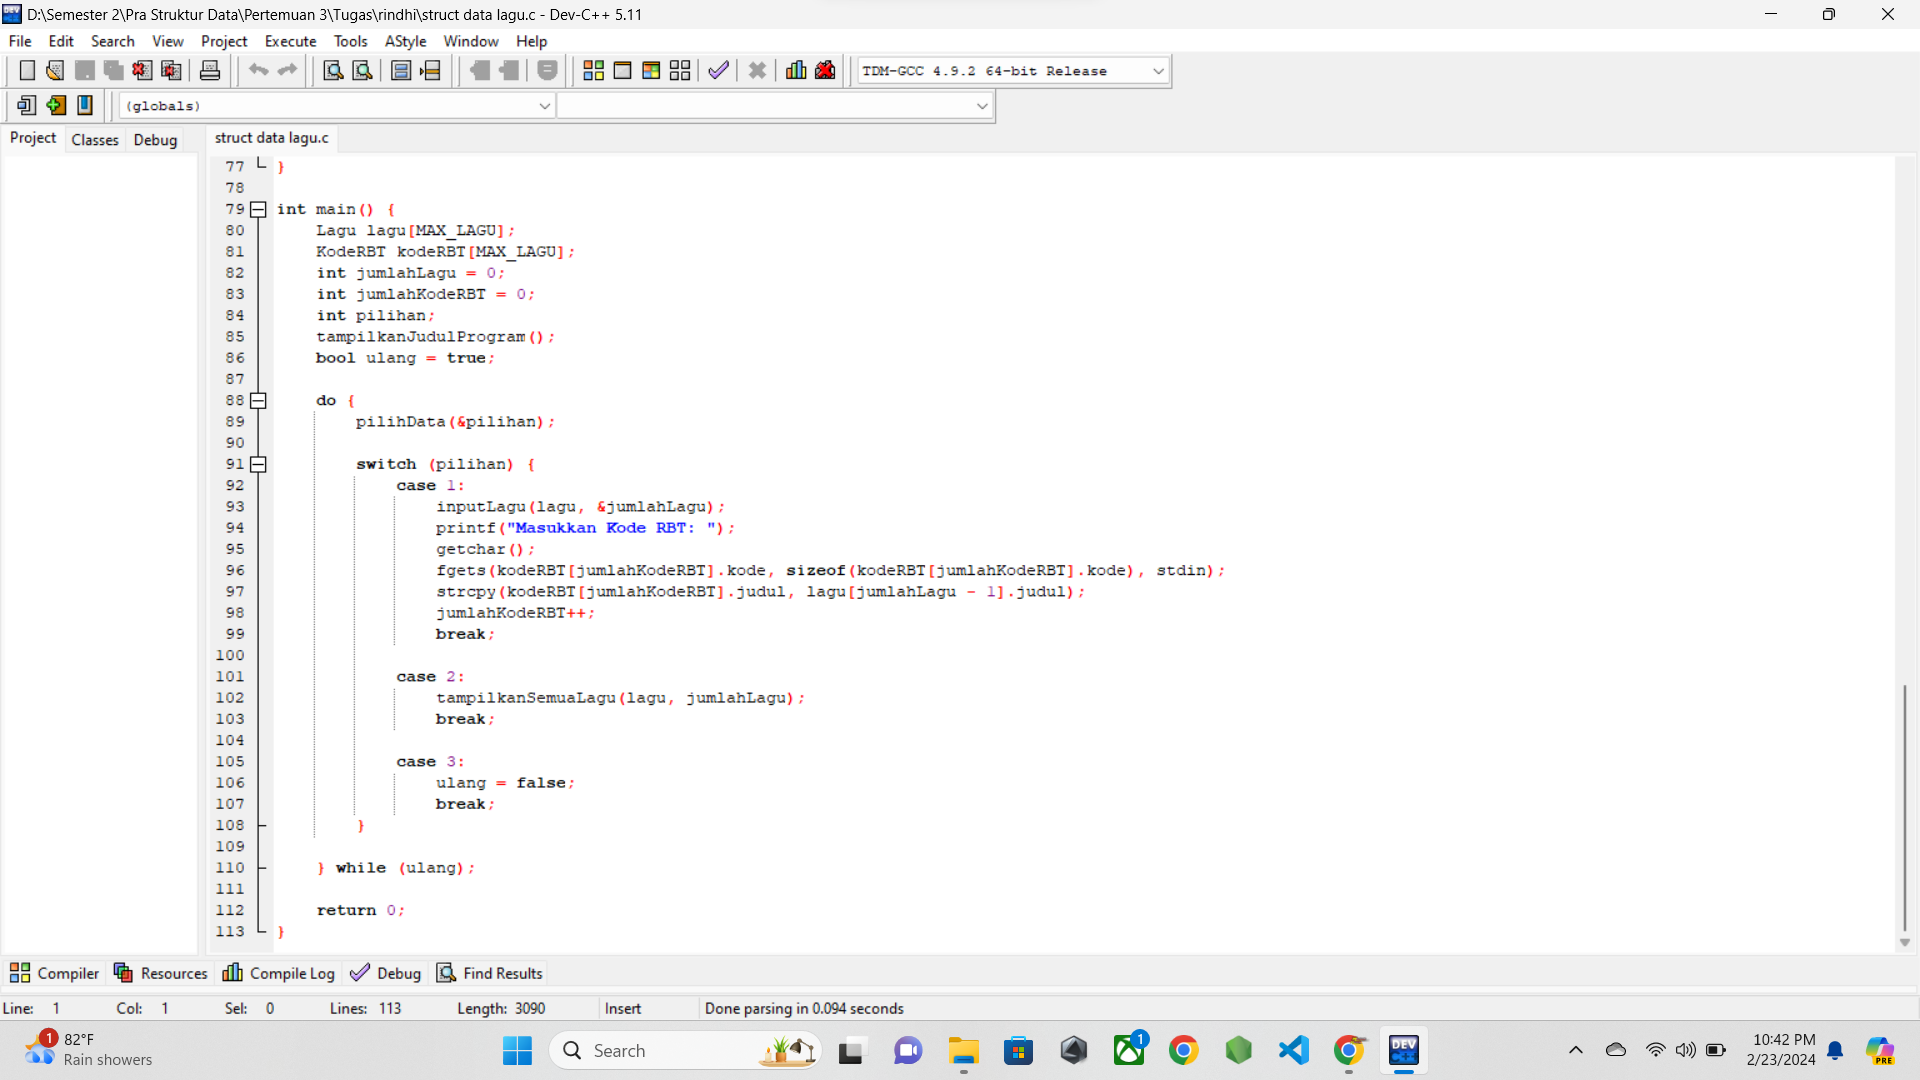 D:\Semester 2\Pra Struktur Data\Pertemuan 3\Tugas\rindhi\struct data lagu.c - Dev-C++ 5.11
File Edit Search View Project Execute Tools AStyle Window Help
TDM-GCC 4.9.2 64-bit Release
(globals)
Project Classes Debug
struct data lagu.c
77 }
78
79 int main() {
80 Lagu lagu[MAX_LAGU];
81 KodeRBT kodeRBT[MAX_LAGU];
82 int jumlahLagu = 0;
83 int jumlahKodeRBT = 0;
84 int pilihan;
85 tampilkanJudulProgram();
86 bool ulang = true;
87
88 do {
89 pilihData(&pilihan);
90
91 switch (pilihan) {
92 case 1:
93 inputLagu(lagu, &jumlahLagu);
94 printf("Masukkan Kode RBT: ");
95 getchar();
96 fgets(kodeRBT[jumlahKodeRBT].kode, sizeof(kodeRBT[jumlahKodeRBT].kode), stdin);
97 strcpy(kodeRBT[jumlahKodeRBT].judul, lagu[jumlahLagu - 1].judul);
98 jumlahKodeRBT++;
99 break;
100
101 case 2:
102 tampilkanSemuaLagu(lagu, jumlahLagu);
103 break;
104
105 case 3:
106 ulang = false;
107 break;
108 }
109
110 } while (ulang);
111
112 return 0;
113 }
Compiler Resources Compile Log Debug Find Results
Line: 1 Col: 1 Sel: 0 Lines: 113 Length: 3090 Insert Done parsing in 0.094 seconds
1 82°F
Rain showers
Search
1
DEV C++
10:42 PM
2/23/2024
PRE